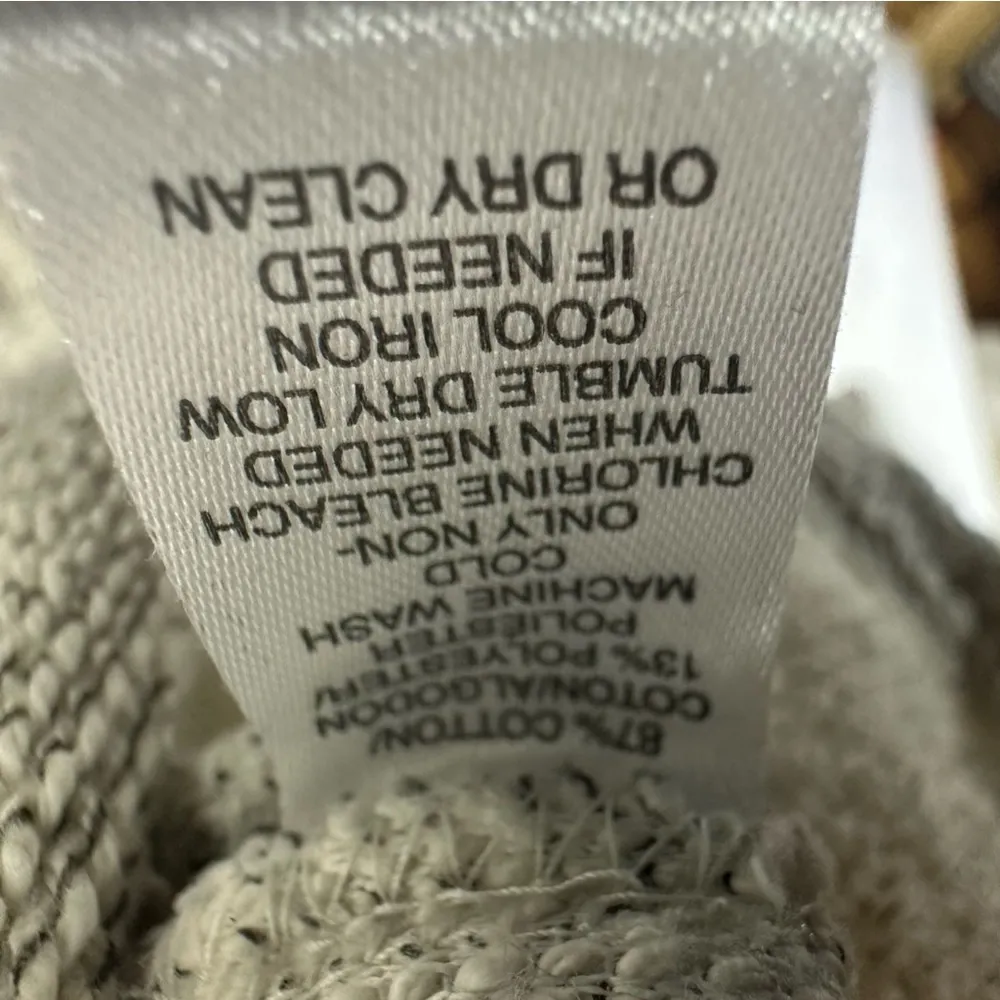 87% COTTON/
COTON/ALGODON
13% POLYESTER/
POLIESTER
MACHINE WASH
COLD
ONLY NON-
CHLORINE BLEACH
WHEN NEEDED
TUMBLE DRY LOW
COOL IRON
IF NEEDED
OR DRY CLEAN